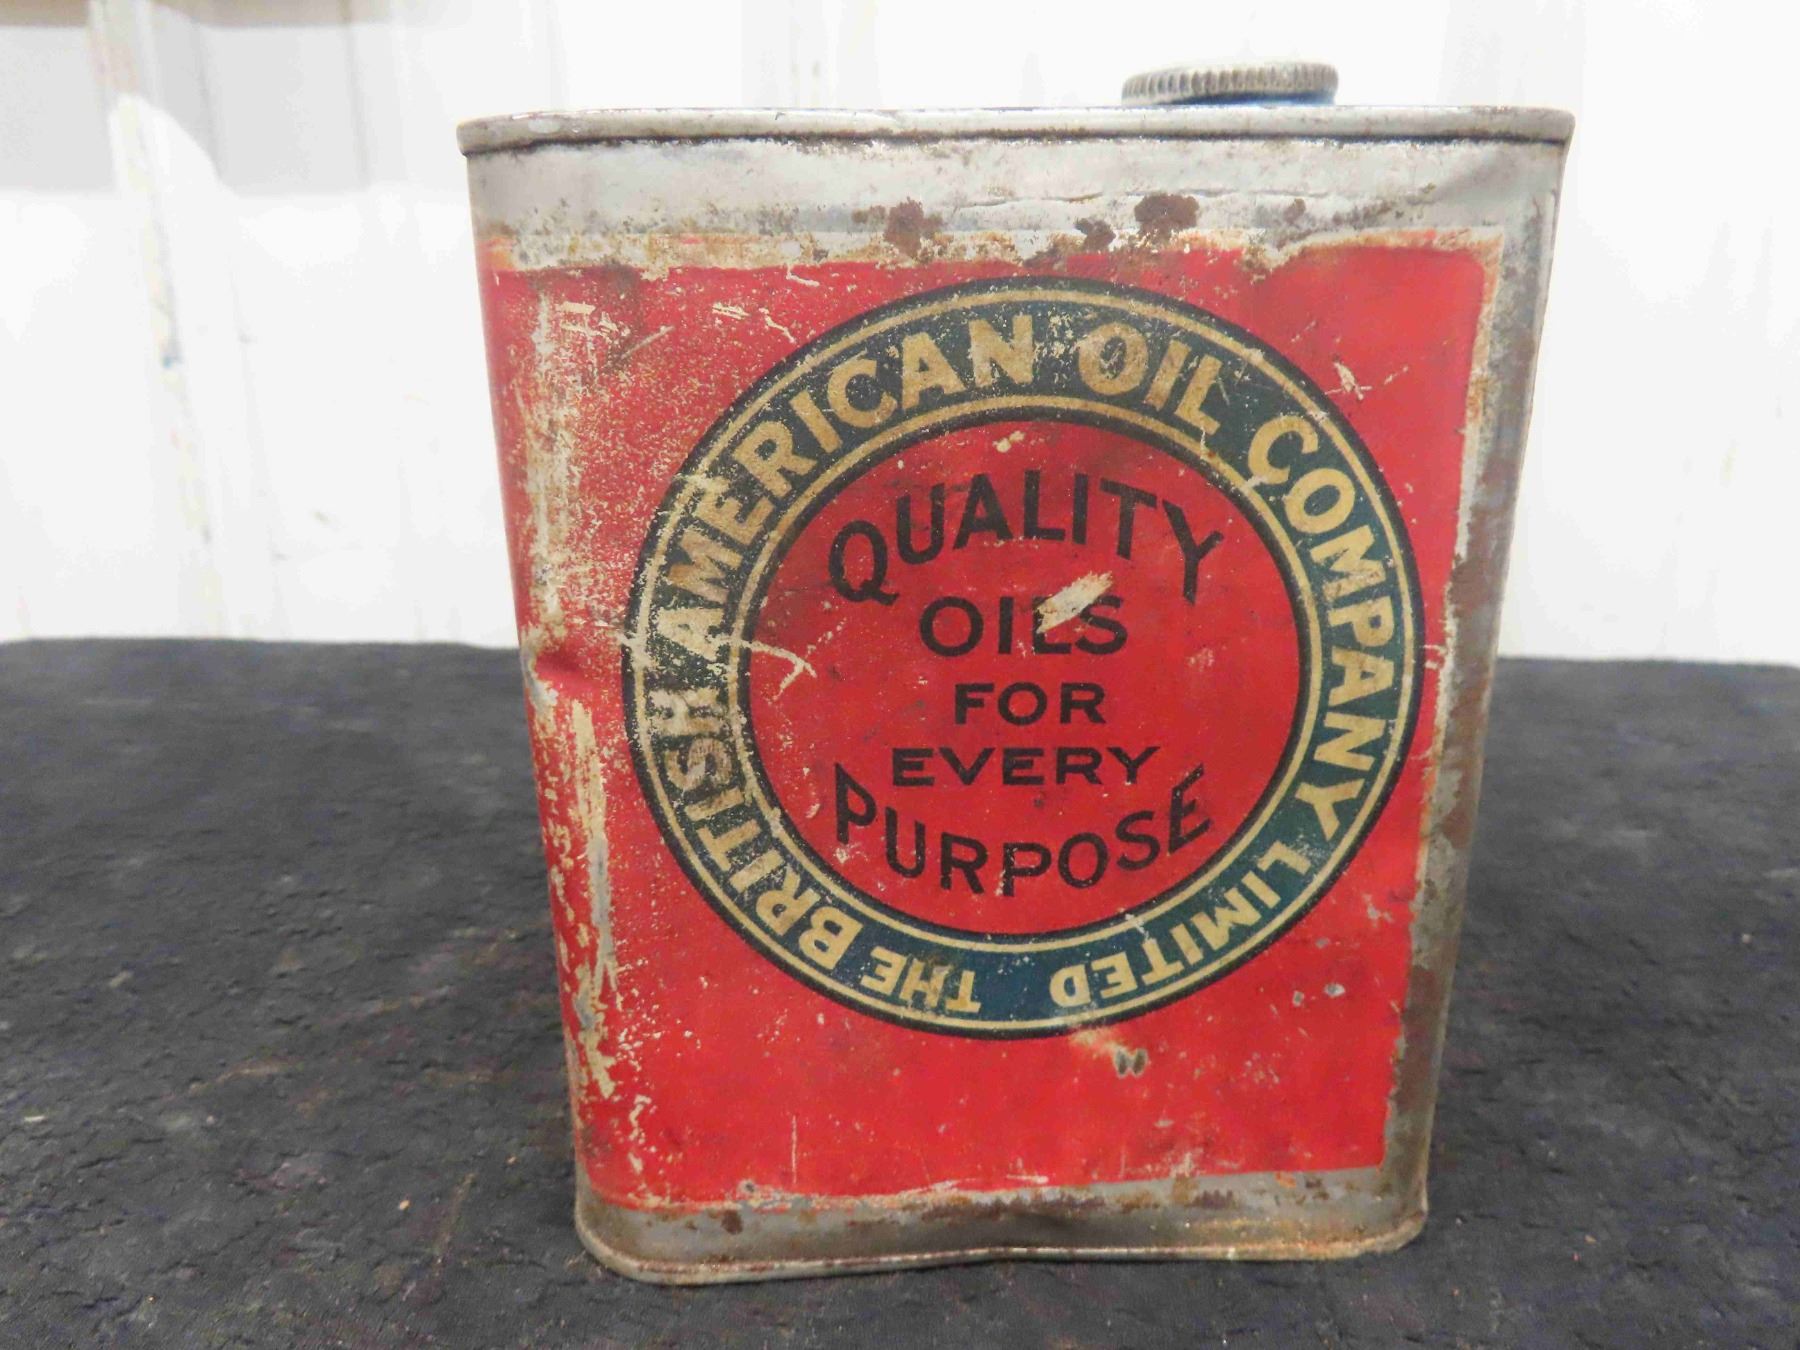 THE BRITISH AMERICAN OIL COMPANY LIMITED
QUALITY
OILS
FOR
EVERY
PURPOSE